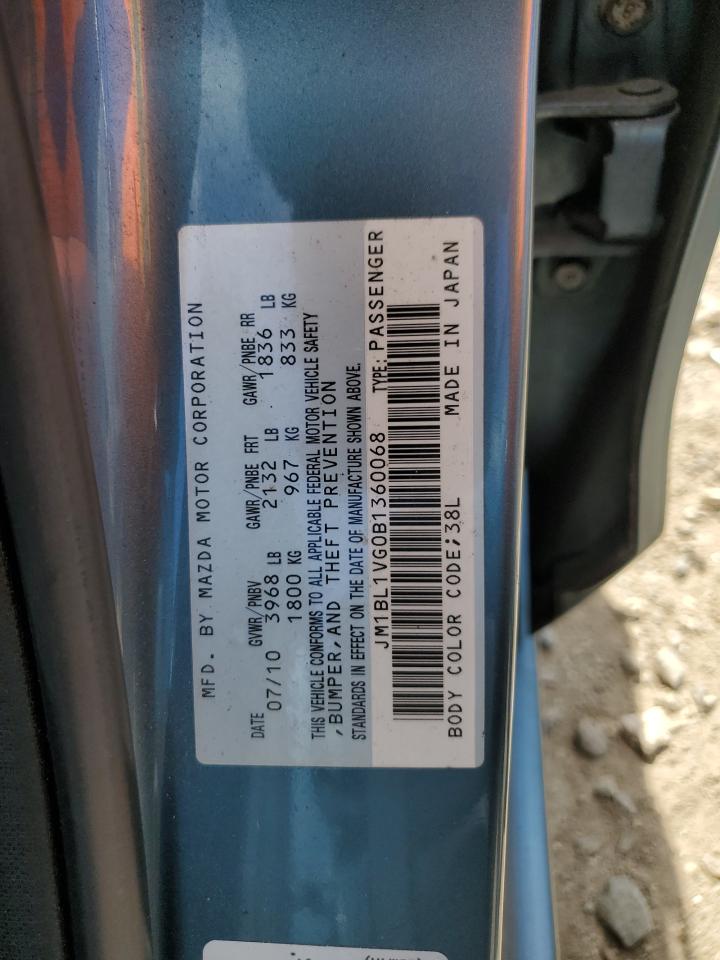 MFD. BY MAZDA MOTOR CORPORATION
DATE GVWR/PNBV GAWR/PNBE FRT GAWR/PNBE RR
07/10 3968 LB 2132 LB 1836 LB
1800 KG 967 KG 833 KG
THIS VEHICLE CONFORMS TO ALL APPLICABLE FEDERAL MOTOR VEHICLE SAFETY
,BUMPER,AND THEFT PREVENTION
STANDARDS IN EFFECT ON THE DATE OF MANUFACTURE SHOWN ABOVE.
JM1BL1VG0B1360068 TYPE: PASSENGER
BODY COLOR CODE;38L MADE IN JAPAN